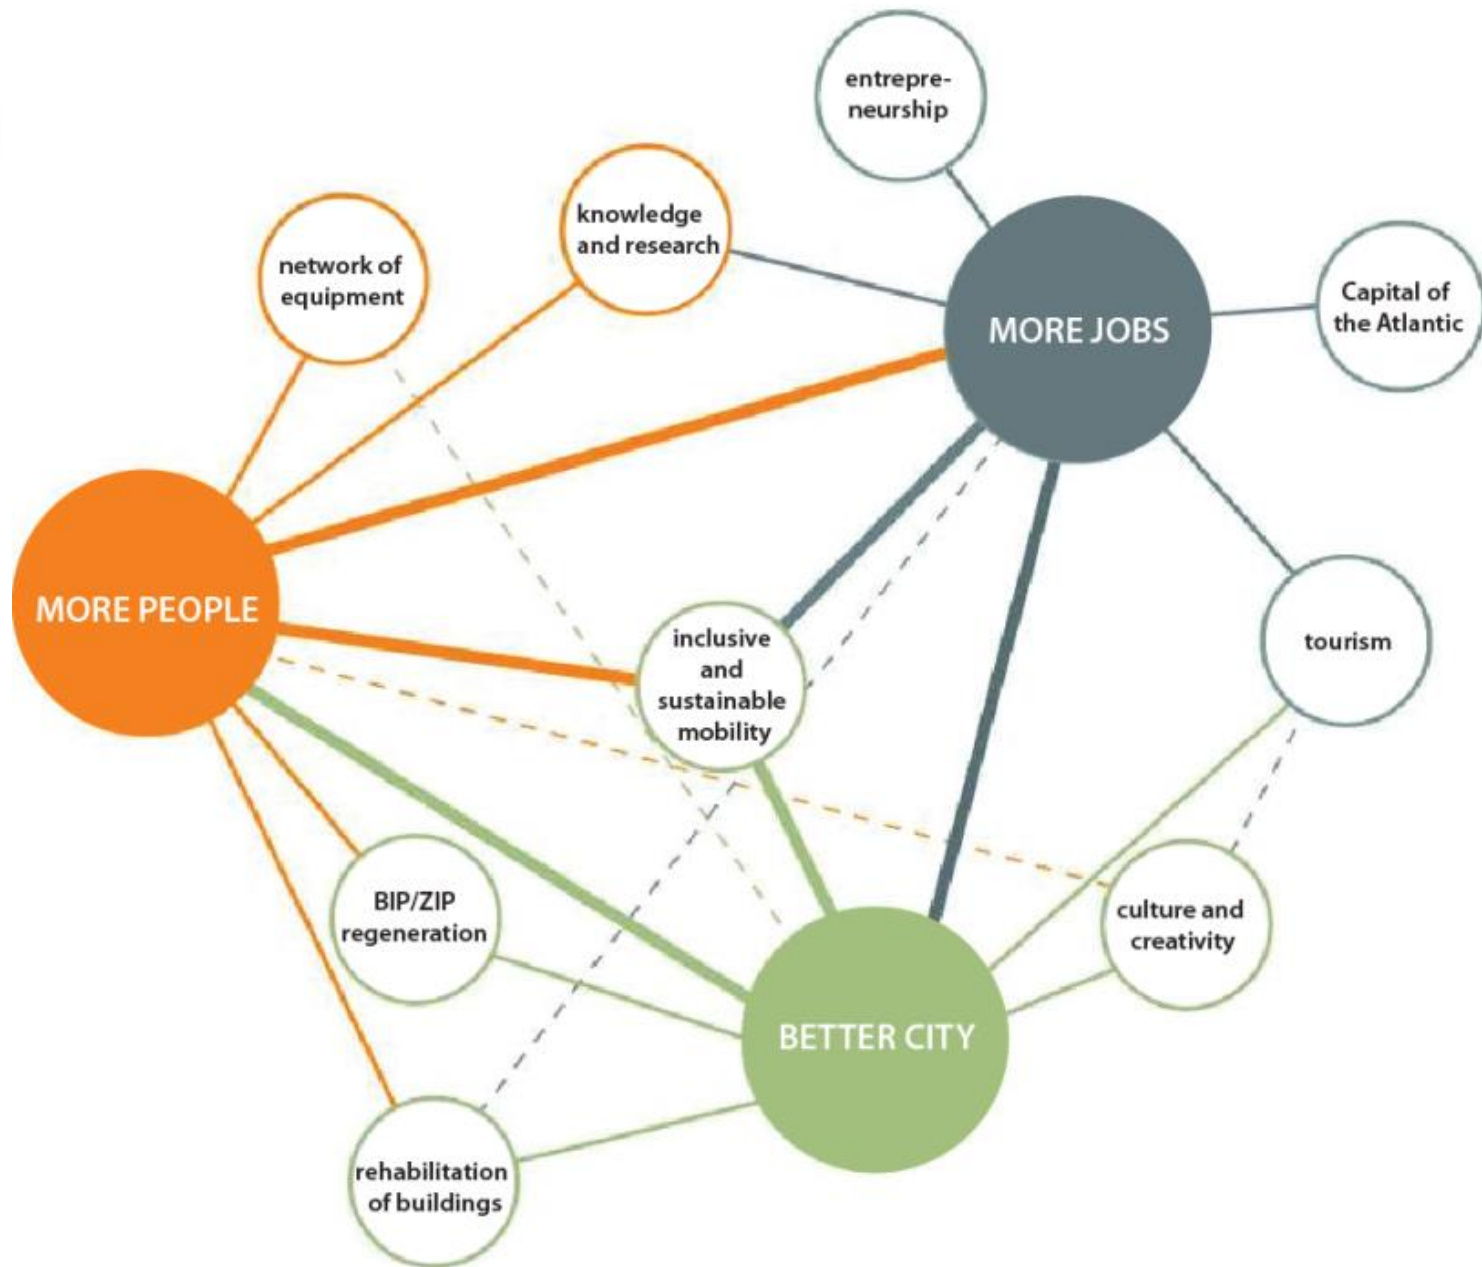 entrepre-
neurship
knowledge
and research
network of
equipment
Capital of
the Atlantic
MORE JOBS
MORE PEOPLE
inclusive
and
sustainable
mobility
tourism
BIP/ZIP
regeneration
culture and
creativity
BETTER CITY
rehabilitation
of buildings